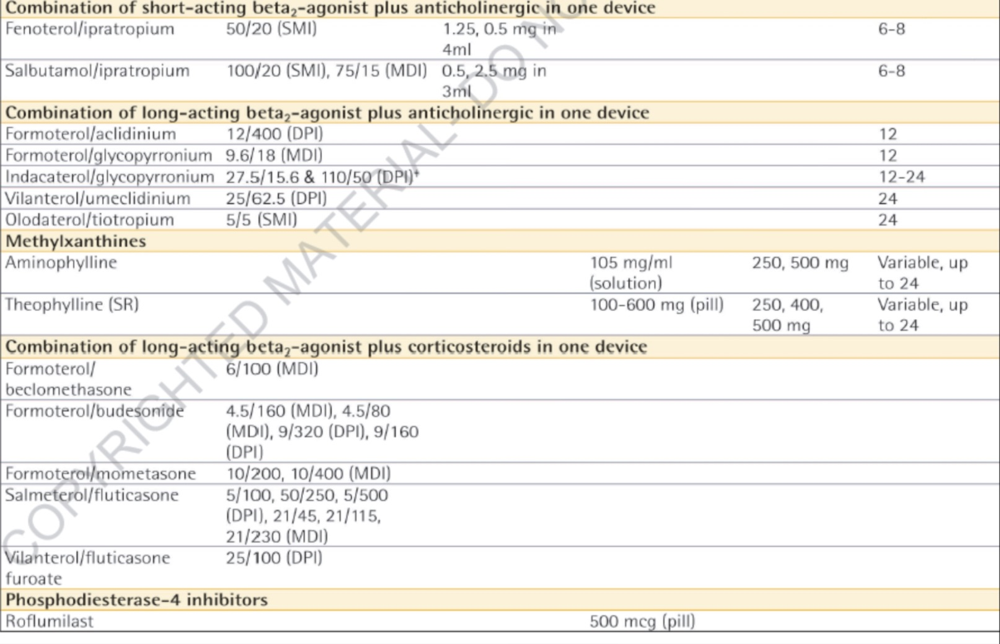 Combination of short-acting beta₂-agonist plus anticholinergic in one device
Fenoterol/ipratropium 50/20 (SMI) 1.25, 0.5 mg in 6-8
4ml
Salbutamol/ipratropium 100/20 (SMI), 75/15 (MDI) 0.5, 2.5 mg in 6-8
3ml
Combination of long-acting beta₂-agonist plus anticholinergic in one device
Formoterol/aclidinium 12/400 (DPI) 12
Formoterol/glycopyrronium 9.6/18 (MDI) 12
Indacaterol/glycopyrronium 27.5/15.6 & 110/50 (DPI)‡ 12-24
Vilanterol/umeclidinium 25/62.5 (DPI) 24
Olodaterol/tiotropium 5/5 (SMI) 24
Methylxanthines
Aminophylline 105 mg/ml 250, 500 mg Variable, up
(solution) to 24
Theophylline (SR) 100-600 mg (pill) 250, 400, Variable, up
500 mg to 24
Combination of long-acting beta₂-agonist plus corticosteroids in one device
Formoterol/ 6/100 (MDI)
beclomethasone
Formoterol/budesonide 4.5/160 (MDI), 4.5/80
(MDI), 9/320 (DPI), 9/160
(DPI)
Formoterol/mometasone 10/200, 10/400 (MDI)
Salmeterol/fluticasone 5/100, 50/250, 5/500
(DPI), 21/45, 21/115,
21/230 (MDI)
Vilanterol/fluticasone 25/100 (DPI)
furoate
Phosphodiesterase-4 inhibitors
Roflumilast 500 mcg (pill)
COPYRIGHTED MATERIAL- DO NO